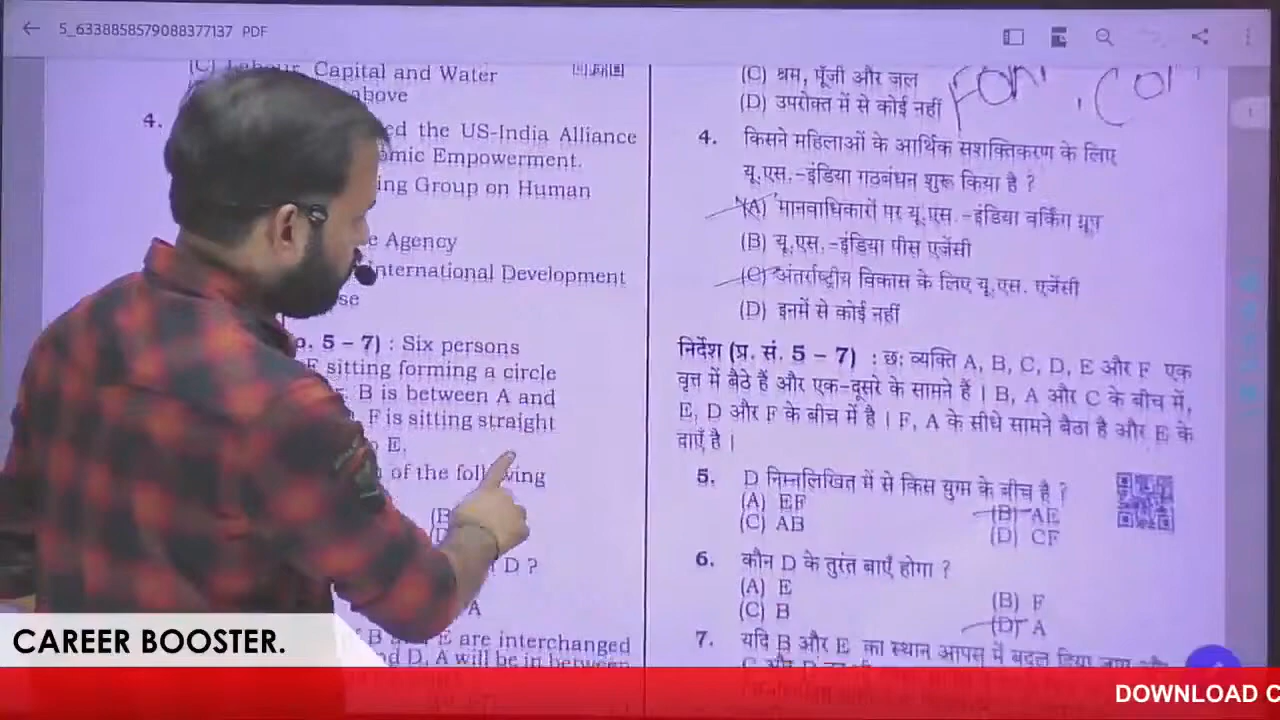 5_6338858579088377137 PDF
(C) Labour, Capital and Water
above
4.
ed the US-India Alliance
omic Empowerment.
ing Group on Human
e Agency
nternational Development
se
o. 5 – 7) : Six persons
F sitting forming a circle
B is between A and
F is sitting straight
o E.
of the following
(B
D ?
A
B and E are interchanged
nd D, A will be in between
(C) श्रम, पूँजी और जल
(D) उपरोक्त में से कोई नहीं
4. किसने महिलाओं के आर्थिक सशक्तिकरण के लिए
यू.एस.-इंडिया गठबंधन शुरू किया है ?
(A) मानवाधिकारों पर यू.एस.-इंडिया वर्किंग ग्रुप
(B) यू.एस.-इंडिया पीस एजेंसी
(C) अंतर्राष्ट्रीय विकास के लिए यू.एस. एजेंसी
(D) इनमें से कोई नहीं
निर्देश (प्र. सं. 5 – 7) : छः व्यक्ति A, B, C, D, E और F एक
वृत्त में बैठे हैं और एक-दूसरे के सामने हैं । B, A और C के बीच में,
E, D और F के बीच में है । F, A के सीधे सामने बैठा है और E के
बाएँ है ।
5. D निम्नलिखित में से किस युग्म के बीच है ?
(A) EF
(B) AE
(C) AB
(D) CF
6. कौन D के तुरंत बाएँ होगा ?
(A) E
(B) F
(C) B
(D) A
7. यदि B और E का स्थान आपस में बदल दिया जाए और
CAREER BOOSTER.
DOWNLOAD C